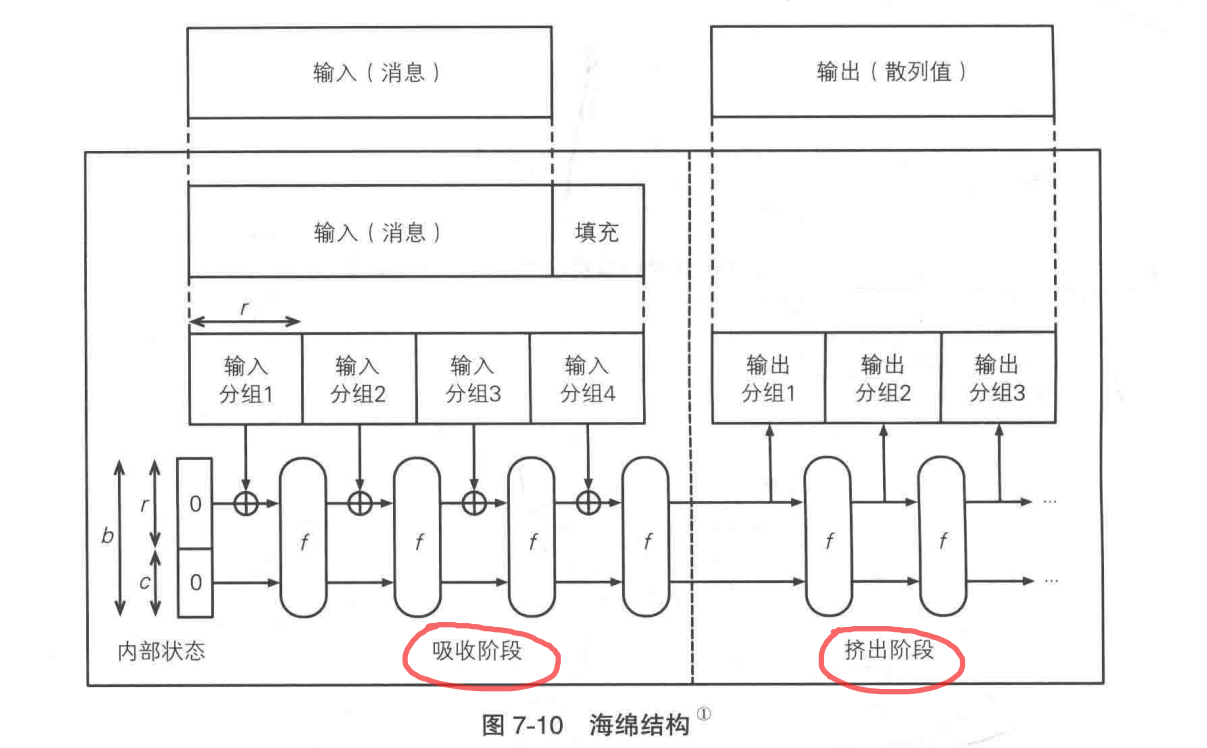 输入（消息）
输出（散列值）
输入（消息）
填充
r
输入
分组1
输入
分组2
输入
分组3
输入
分组4
输出
分组1
输出
分组2
输出
分组3
b
r
c
0
0
f
f
f
f
f
f
...
...
内部状态
吸收阶段
挤出阶段
图 7-10 海绵结构①